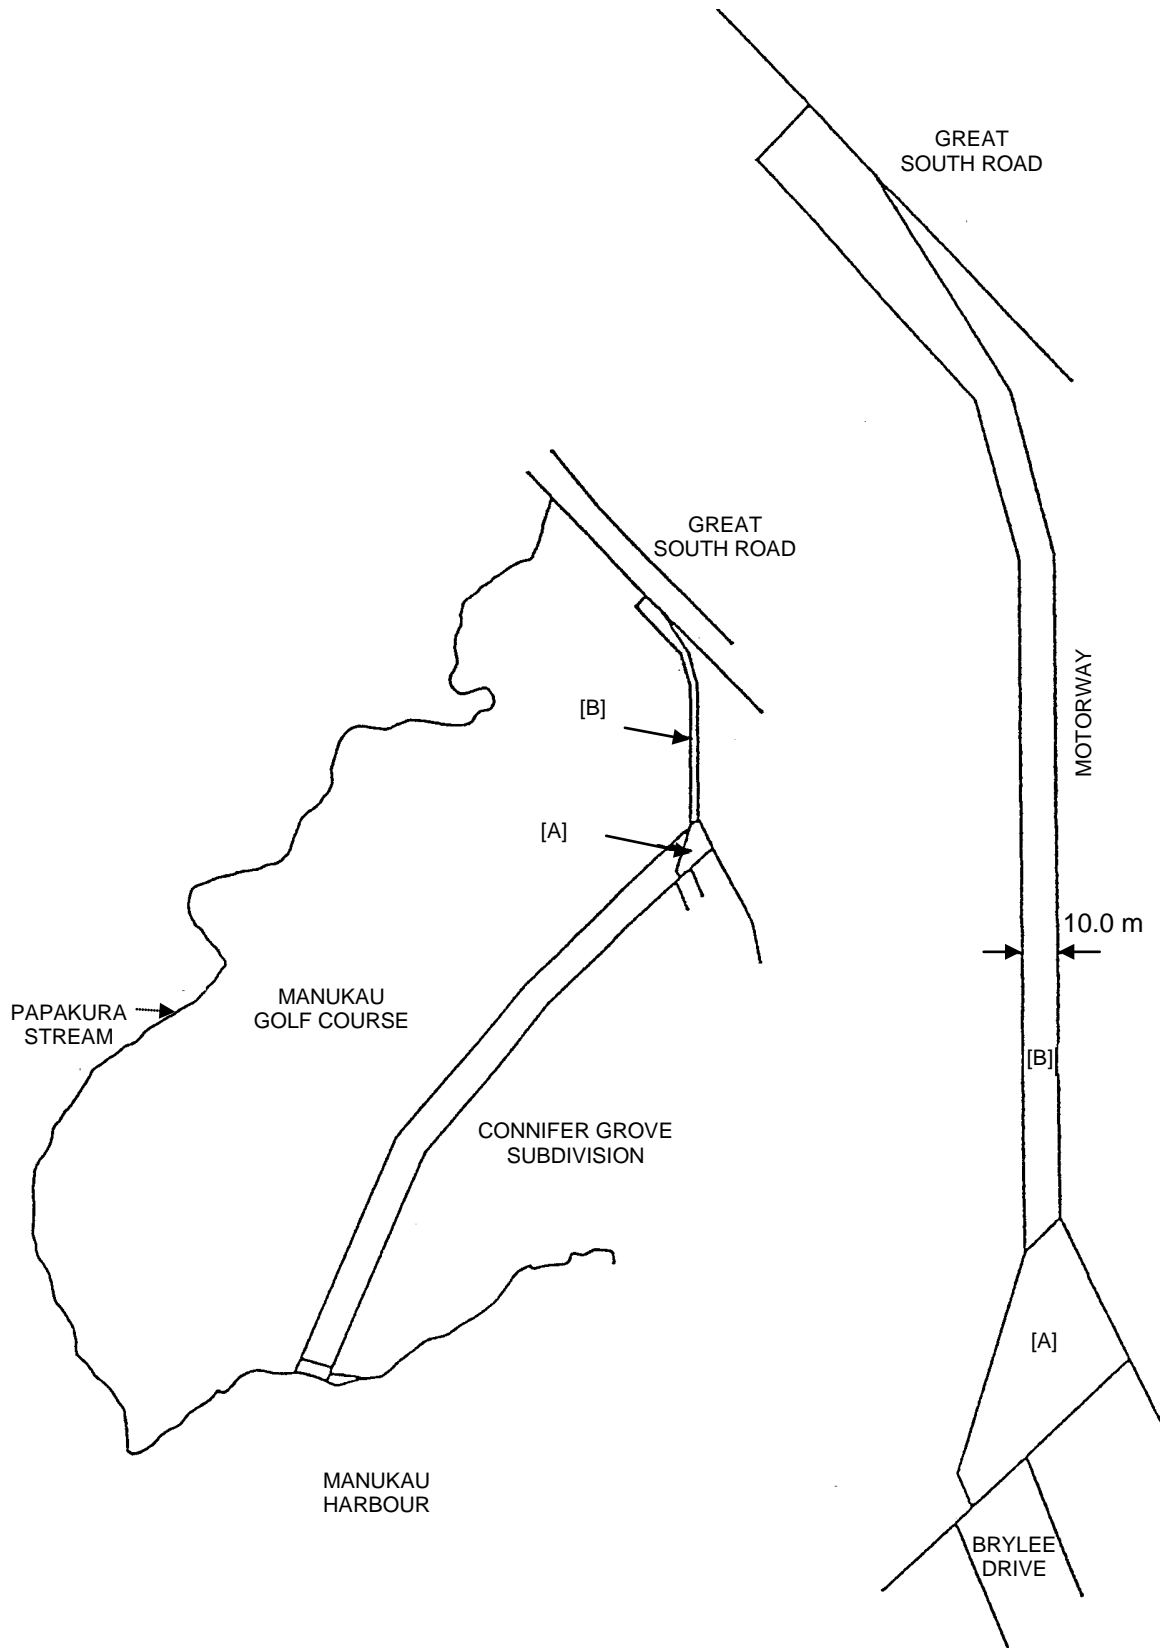 GREAT
SOUTH ROAD
GREAT
SOUTH ROAD
MOTORWAY
[B]
[A]
10.0 m
PAPAKURA
STREAM
MANUKAU
GOLF COURSE
[B]
CONNIFER GROVE
SUBDIVISION
[A]
MANUKAU
HARBOUR
BRYLEE
DRIVE